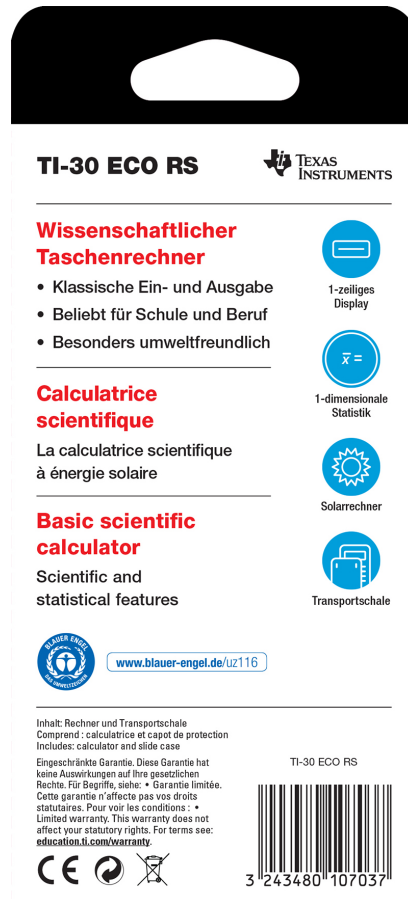 TI-30 ECO RS
TEXAS
INSTRUMENTS
Wissenschaftlicher
Taschenrechner
• Klassische Ein- und Ausgabe
• Beliebt für Schule und Beruf
• Besonders umweltfreundlich
1-zeiliges
Display
x̅ =
1-dimensionale
Statistik
Calculatrice
scientifique
La calculatrice scientifique
à énergie solaire
Solarrechner
Basic scientific
calculator
Scientific and
statistical features
Transportschale
BLAUER ENGEL
DAS UMWELTZEICHEN
www.blauer-engel.de/uz116
Inhalt: Rechner und Transportschale
Comprend : calculatrice et capot de protection
Includes: calculator and slide case
Eingeschränkte Garantie. Diese Garantie hat
keine Auswirkungen auf Ihre gesetzlichen
Rechte. Für Begriffe, siehe: • Garantie limitée.
Cette garantie n’affecte pas vos droits
statutaires. Pour voir les conditions : •
Limited warranty. This warranty does not
affect your statutory rights. For terms see:
education.ti.com/warranty.
CE
TI-30 ECO RS
3 243480 107037